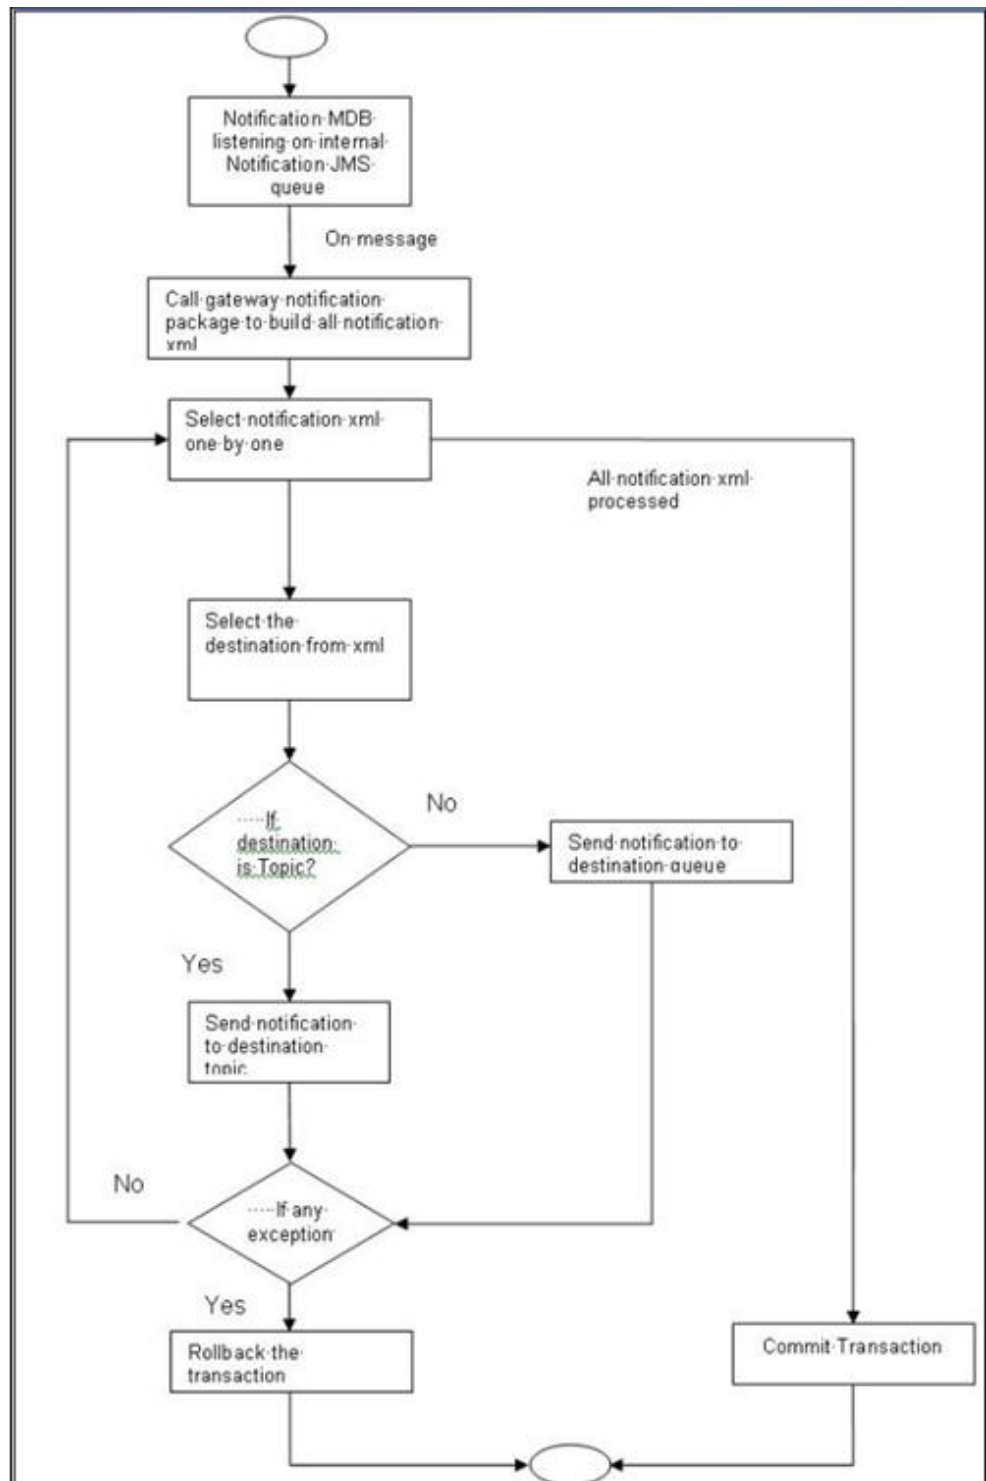 Notification·MDB·
listening·on·internal·
Notification·JMS·
queue
On·message
Call·gateway·notification·
package·to·build·all·notification·
xml
Select·notification·xml·
one·by·one
All·notification·xml·
processed
Select·the·
destination·from·xml
·····If·
destination·
is·Topic?
No
Send·notification·to·
destination·queue
Yes
Send·notification·
to·destination·
topic
No
·····If·any·
exception·
Yes
Rollback·the·
transaction
Commit·Transaction